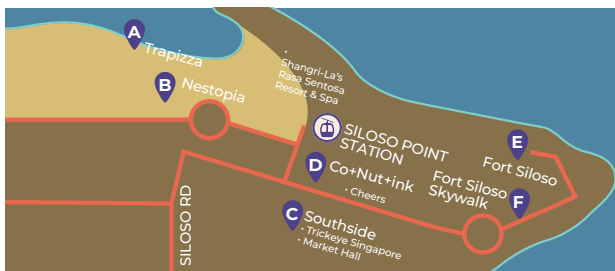 A
Trapizza
B
Nestopia
· Shangri-La's
Rasa Sentosa
Resort & Spa
SILOSO POINT
STATION
D
Co+Nut+ink
· Cheers
E
Fort Siloso
Fort Siloso
Skywalk
F
C
Southside
· Trickeye Singapore
· Market Hall
SILOSO RD